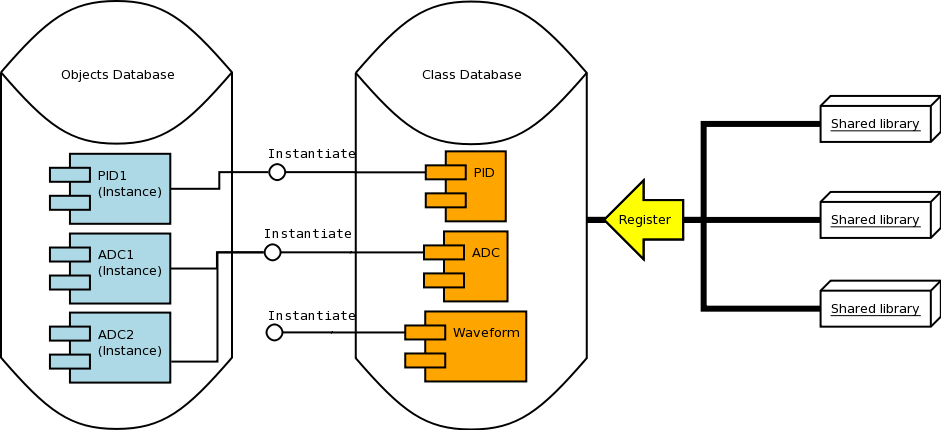 Objects Database
Class Database
Shared library
Instantiate
PID1
(Instance)
PID
Register
Shared library
Instantiate
ADC1
(Instance)
ADC
Instantiate
Shared library
ADC2
(Instance)
Waveform